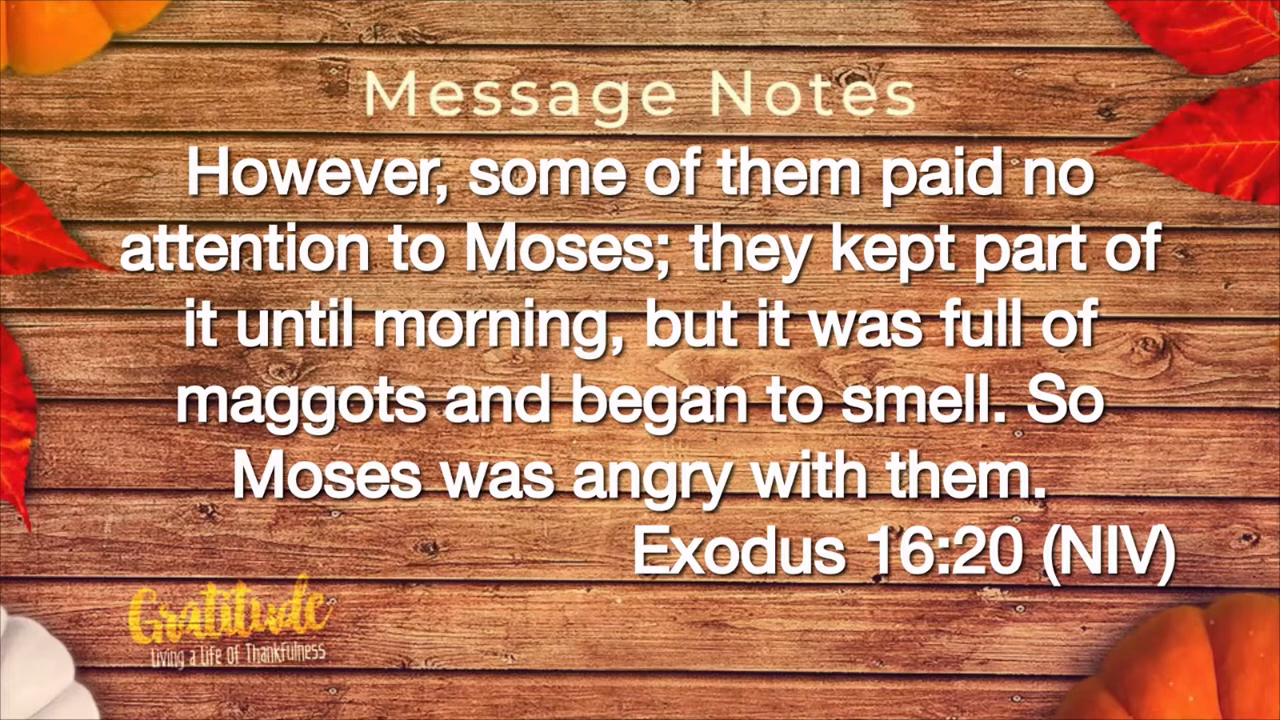 Message Notes
However, some of them paid no
attention to Moses; they kept part of
it until morning, but it was full of
maggots and began to smell. So
Moses was angry with them.
Exodus 16:20 (NIV)
Gratitude
Living a Life Of Thankfulness